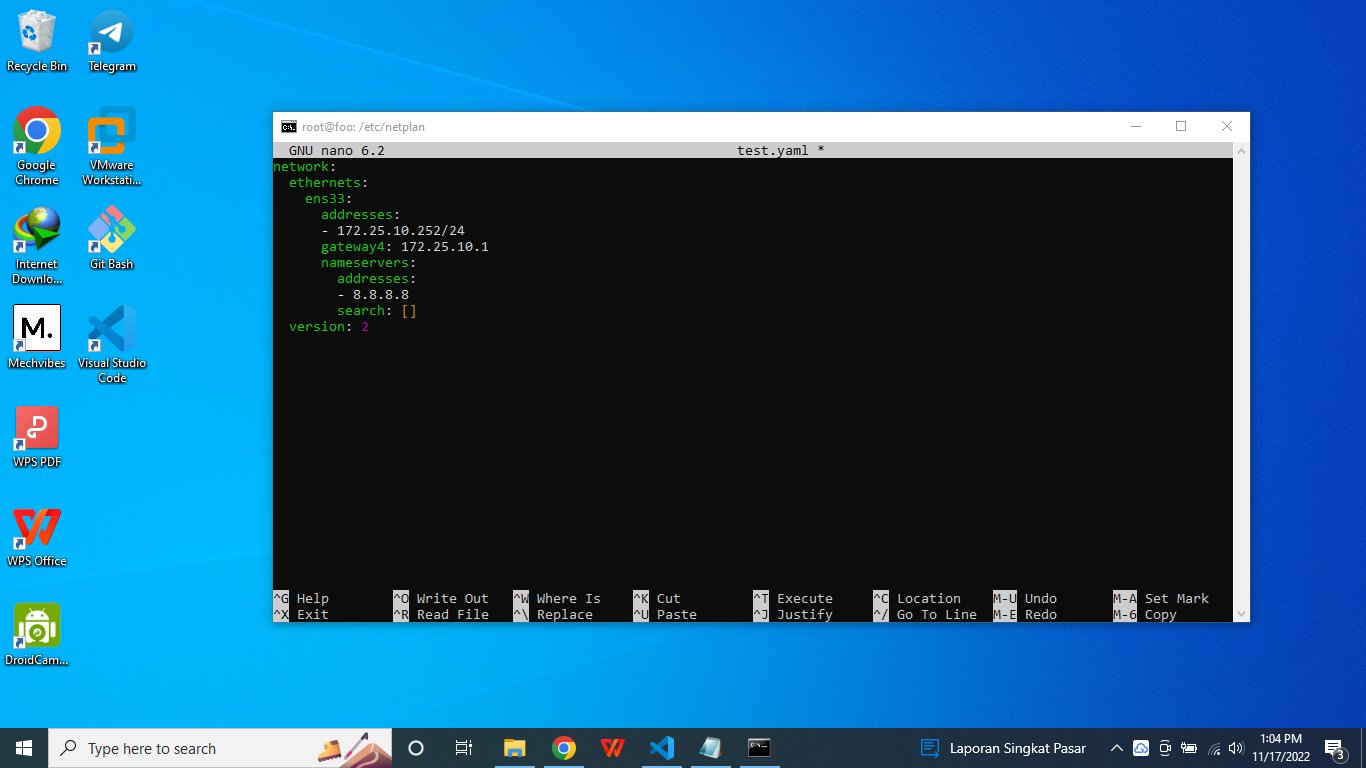 Recycle Bin
Telegram
Google Chrome
VMware Workstati...
Internet Downlo...
Git Bash
M.
Mechvibes
Visual Studio Code
WPS PDF
WPS Office
DroidCam...
root@foo: /etc/netplan
GNU nano 6.2 test.yaml *
network:
  ethernets:
    ens33:
      addresses:
      - 172.25.10.252/24
      gateway4: 172.25.10.1
      nameservers:
        addresses:
        - 8.8.8.8
        search: []
  version: 2
^G Help ^O Write Out ^W Where Is ^K Cut ^T Execute ^C Location M-U Undo M-A Set Mark
^X Exit ^R Read File ^\ Replace ^U Paste ^J Justify ^/ Go To Line M-E Redo M-6 Copy
Type here to search
Laporan Singkat Pasar
1:04 PM
11/17/2022
3